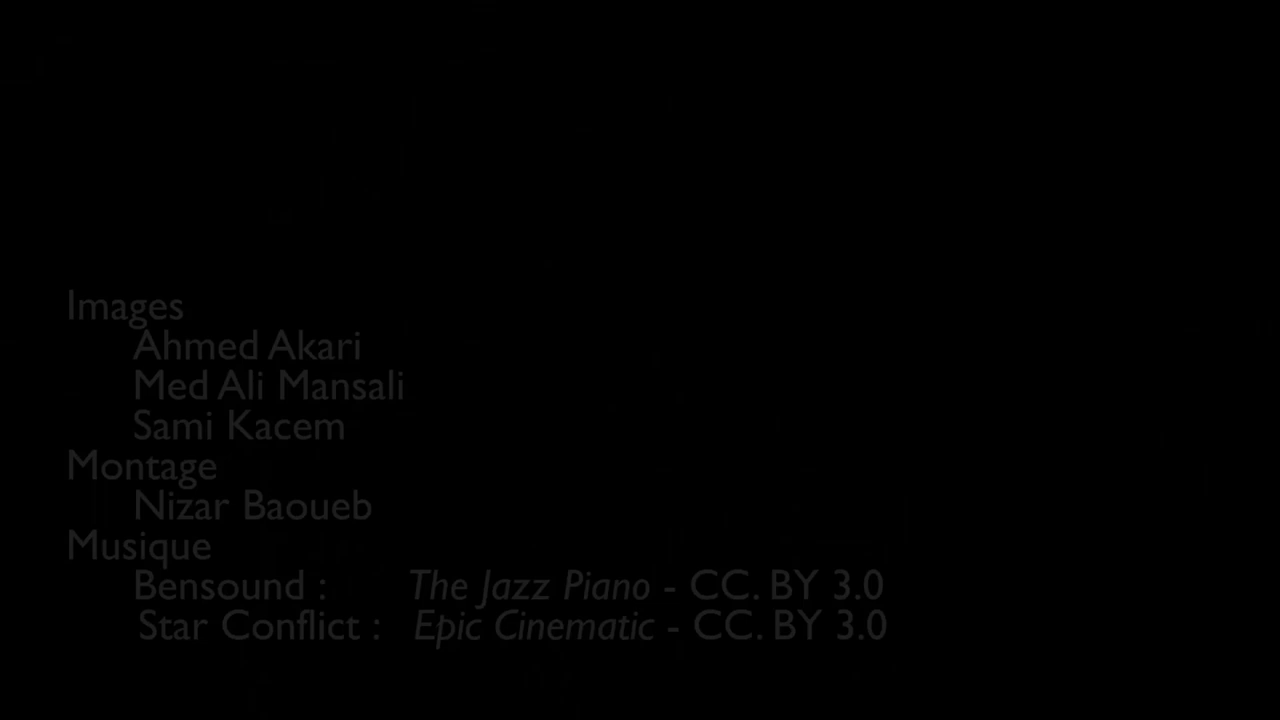 Images
Ahmed Akari
Med Ali Mansali
Sami Kacem
Montage
Nizar Baoueb
Musique
Bensound : The Jazz Piano - CC. BY 3.0
Star Conflict : Epic Cinematic - CC. BY 3.0